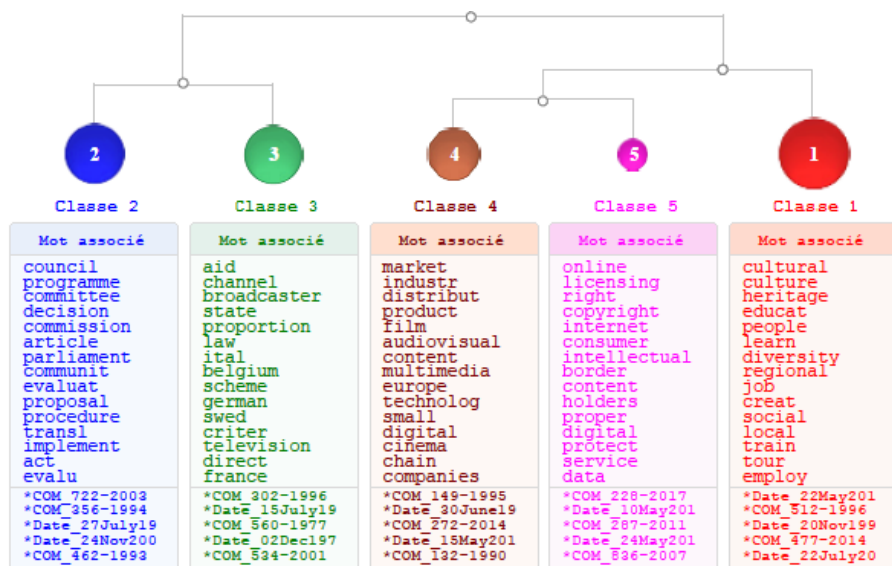 2 3 4 5 1
Classe 2 Classe 3 Classe 4 Classe 5 Classe 1
Mot associé Mot associé Mot associé Mot associé Mot associé
council aid market online cultural
programme channel industr licensing culture
committee broadcaster distribut right heritage
decision state product copyright educat
commission proportion film internet people
article law audiovisual consumer learn
parliament ital content intellectual diversity
communit belgium multimedia border regional
evaluat scheme europe content job
proposal german technolog holders creat
procedure swed small proper social
transl criter digital digital local
implement television cinema protect train
act direct chain service tour
evalu france companies data employ
*COM_722-2003 *COM_302-1996 *COM_149-1995 *COM_228-2017 *Date_22May201
*COM_356-1994 *Date_15July19 *Date_30June19 *Date_10May201 *COM_512-1996
*Date_27July19 *COM_560-1977 *COM_272-2014 *COM_287-2011 *Date_20Nov199
*Date_24Nov200 *Date_02Dec197 *Date_15May201 *Date_24May201 *COM_477-2014
*COM_462-1993 *COM_534-2001 *COM_132-1990 *COM_836-2007 *Date_22July20